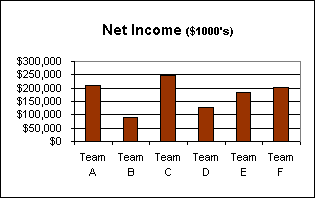 Net Income ($1000's)
$300,000
$250,000
$200,000
$150,000
$100,000
$50,000
$0
Team Team Team Team Team Team
A B C D E F